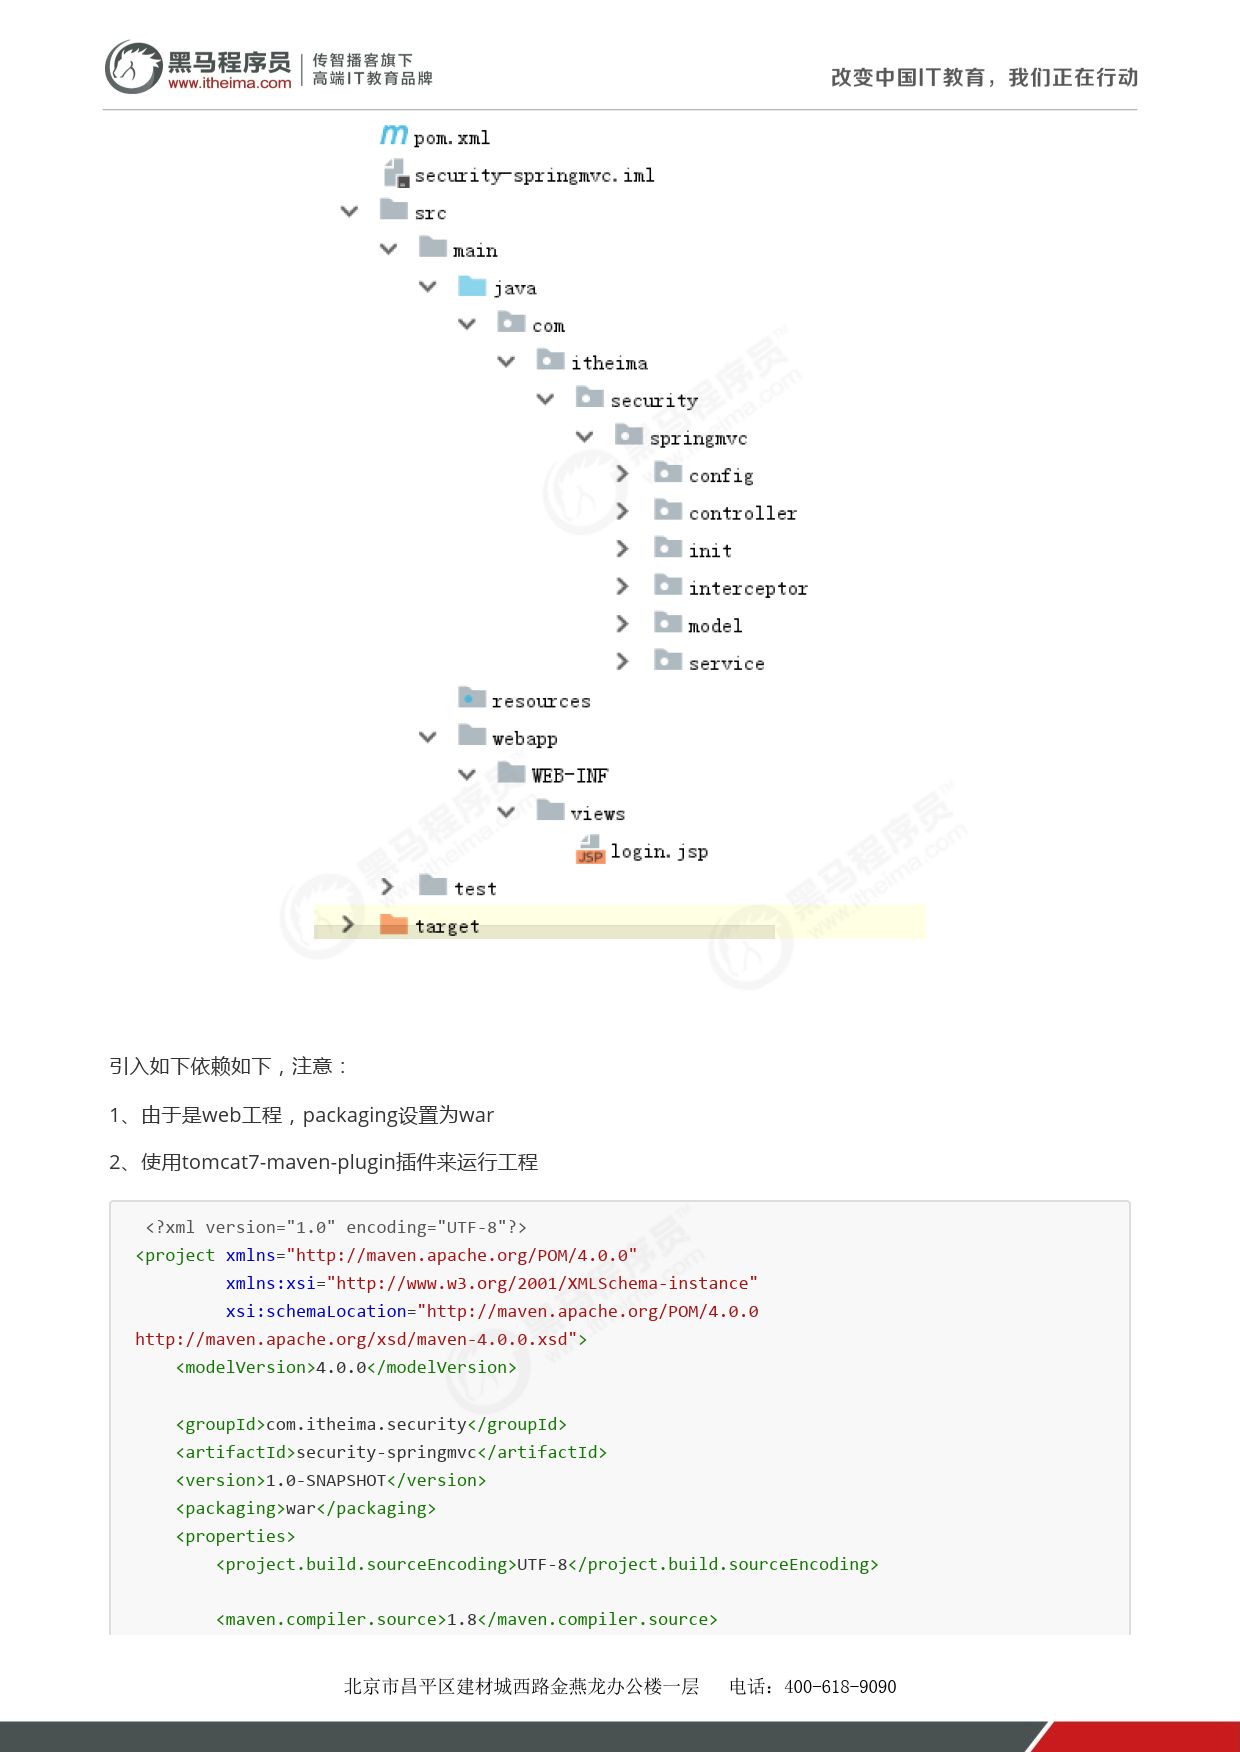 黑马程序员
www.itheima.com
传智播客旗下
高端IT教育品牌
改变中国IT教育，我们正在行动
pom.xml
security-springmvc.iml
src
main
java
com
itheima
security
springmvc
config
controller
init
interceptor
model
service
resources
webapp
WEB-INF
views
JSP login.jsp
test
target
引入如下依赖如下，注意：
1、由于是web工程，packaging设置为war
2、使用tomcat7-maven-plugin插件来运行工程
<?xml version="1.0" encoding="UTF-8"?>
<project xmlns="http://maven.apache.org/POM/4.0.0"
xmlns:xsi="http://www.w3.org/2001/XMLSchema-instance"
xsi:schemaLocation="http://maven.apache.org/POM/4.0.0
http://maven.apache.org/xsd/maven-4.0.0.xsd">
<modelVersion>4.0.0</modelVersion>
<groupId>com.itheima.security</groupId>
<artifactId>security-springmvc</artifactId>
<version>1.0-SNAPSHOT</version>
<packaging>war</packaging>
<properties>
<project.build.sourceEncoding>UTF-8</project.build.sourceEncoding>
<maven.compiler.source>1.8</maven.compiler.source>
北京市昌平区建材城西路金燕龙办公楼一层 电话：400-618-9090